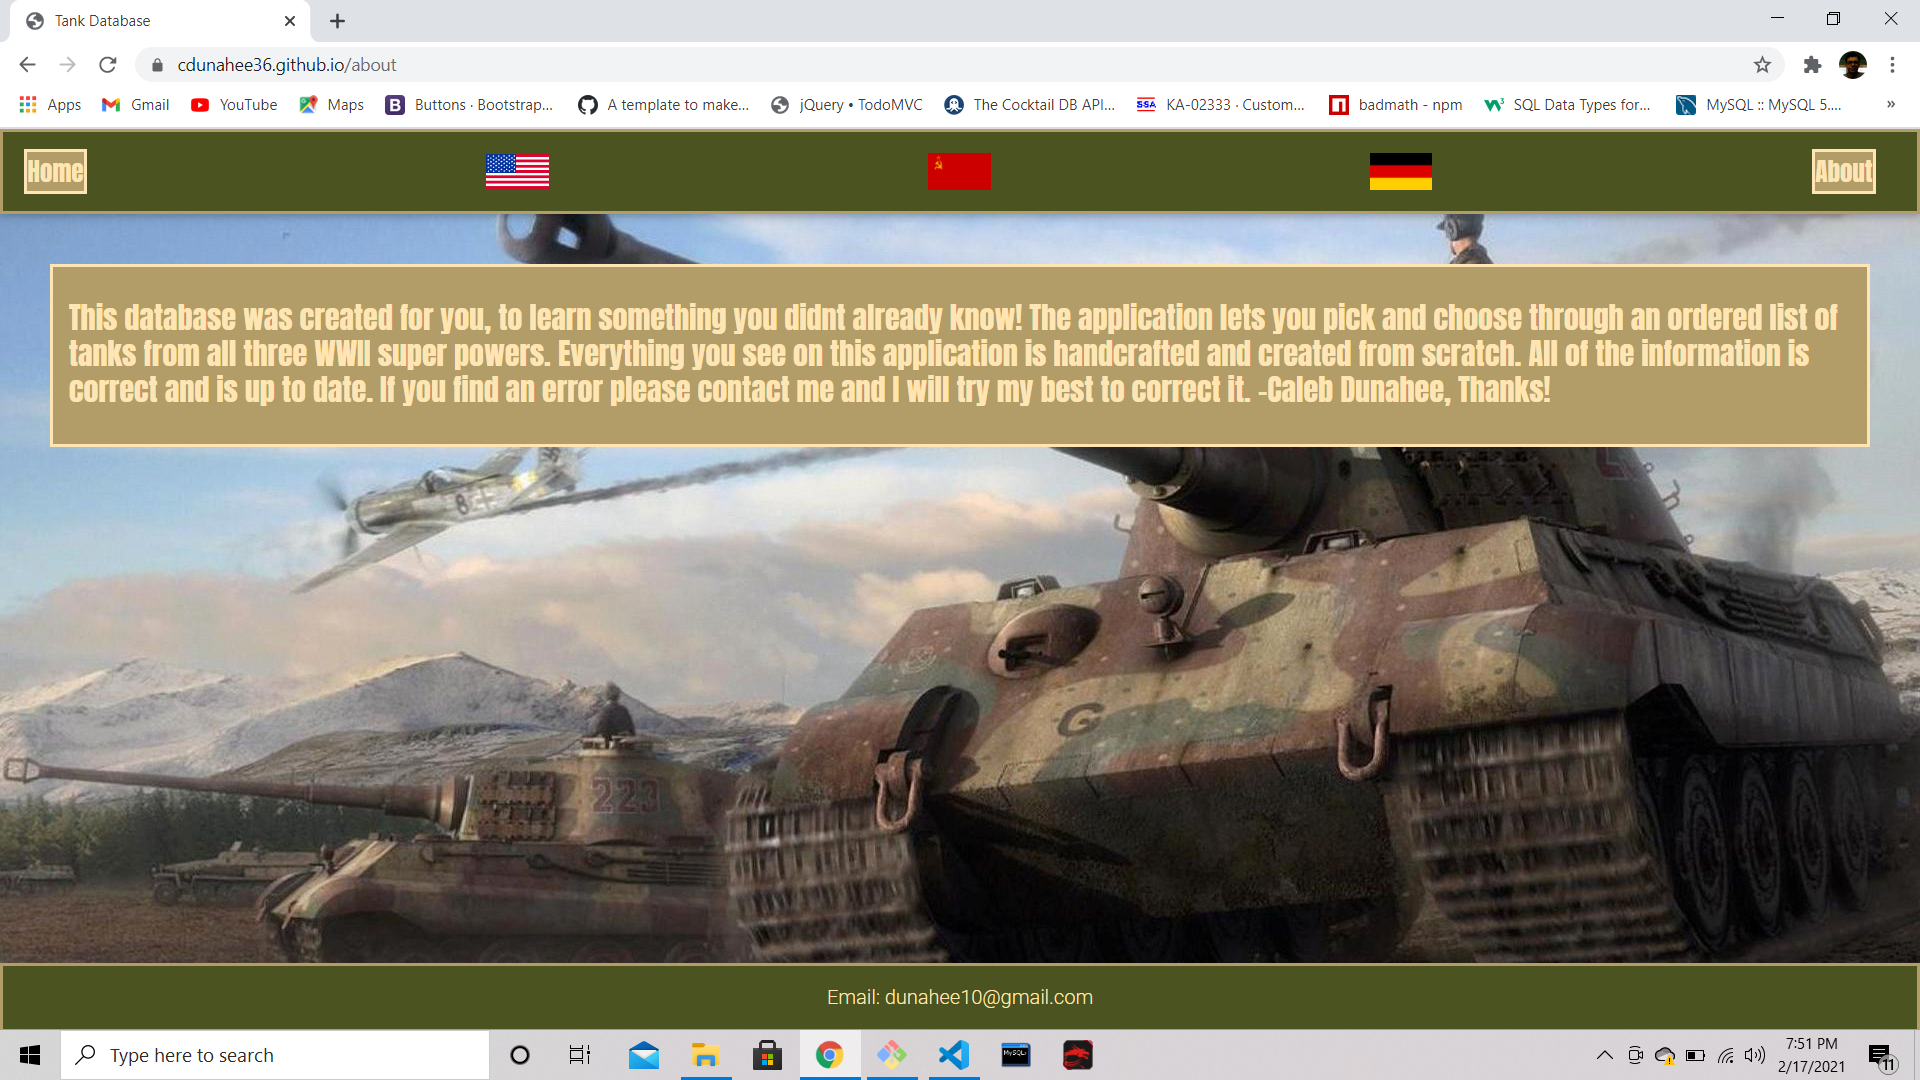 Tank Database
cdunahee36.github.io/about
Apps Gmail YouTube Maps Buttons · Bootstrap... A template to make... jQuery • TodoMVC The Cocktail DB API... KA-02333 · Custom... badmath - npm SQL Data Types for... MySQL :: MySQL 5.... »
Home About
This database was created for you, to learn something you didnt already know! The application lets you pick and choose through an ordered list of
tanks from all three WWII super powers. Everything you see on this application is handcrafted and created from scratch. All of the information is
correct and is up to date. If you find an error please contact me and I will try my best to correct it. -Caleb Dunahee, Thanks!
8
G
223
Email: dunahee10@gmail.com
Type here to search
7:51 PM
2/17/2021
11